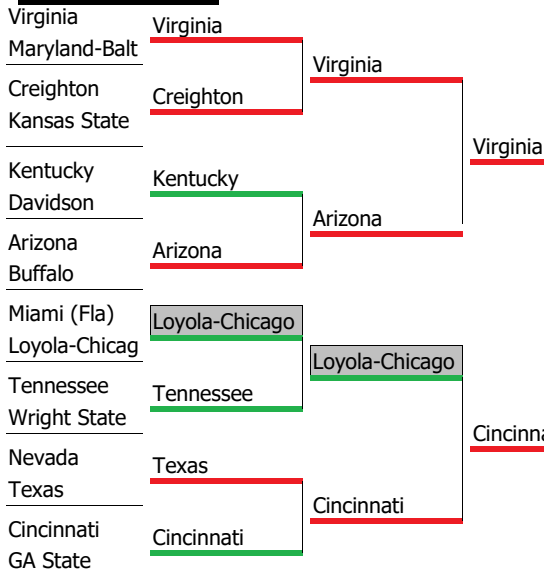 Virginia
Maryland-Balt
Creighton
Kansas State
Kentucky
Davidson
Arizona
Buffalo
Miami (Fla)
Loyola-Chicag
Tennessee
Wright State
Nevada
Texas
Cincinnati
GA State
Virginia
Creighton
Kentucky
Arizona
Loyola-Chicago
Tennessee
Texas
Cincinnati
Virginia
Arizona
Loyola-Chicago
Cincinnati
Virginia
Cincinna